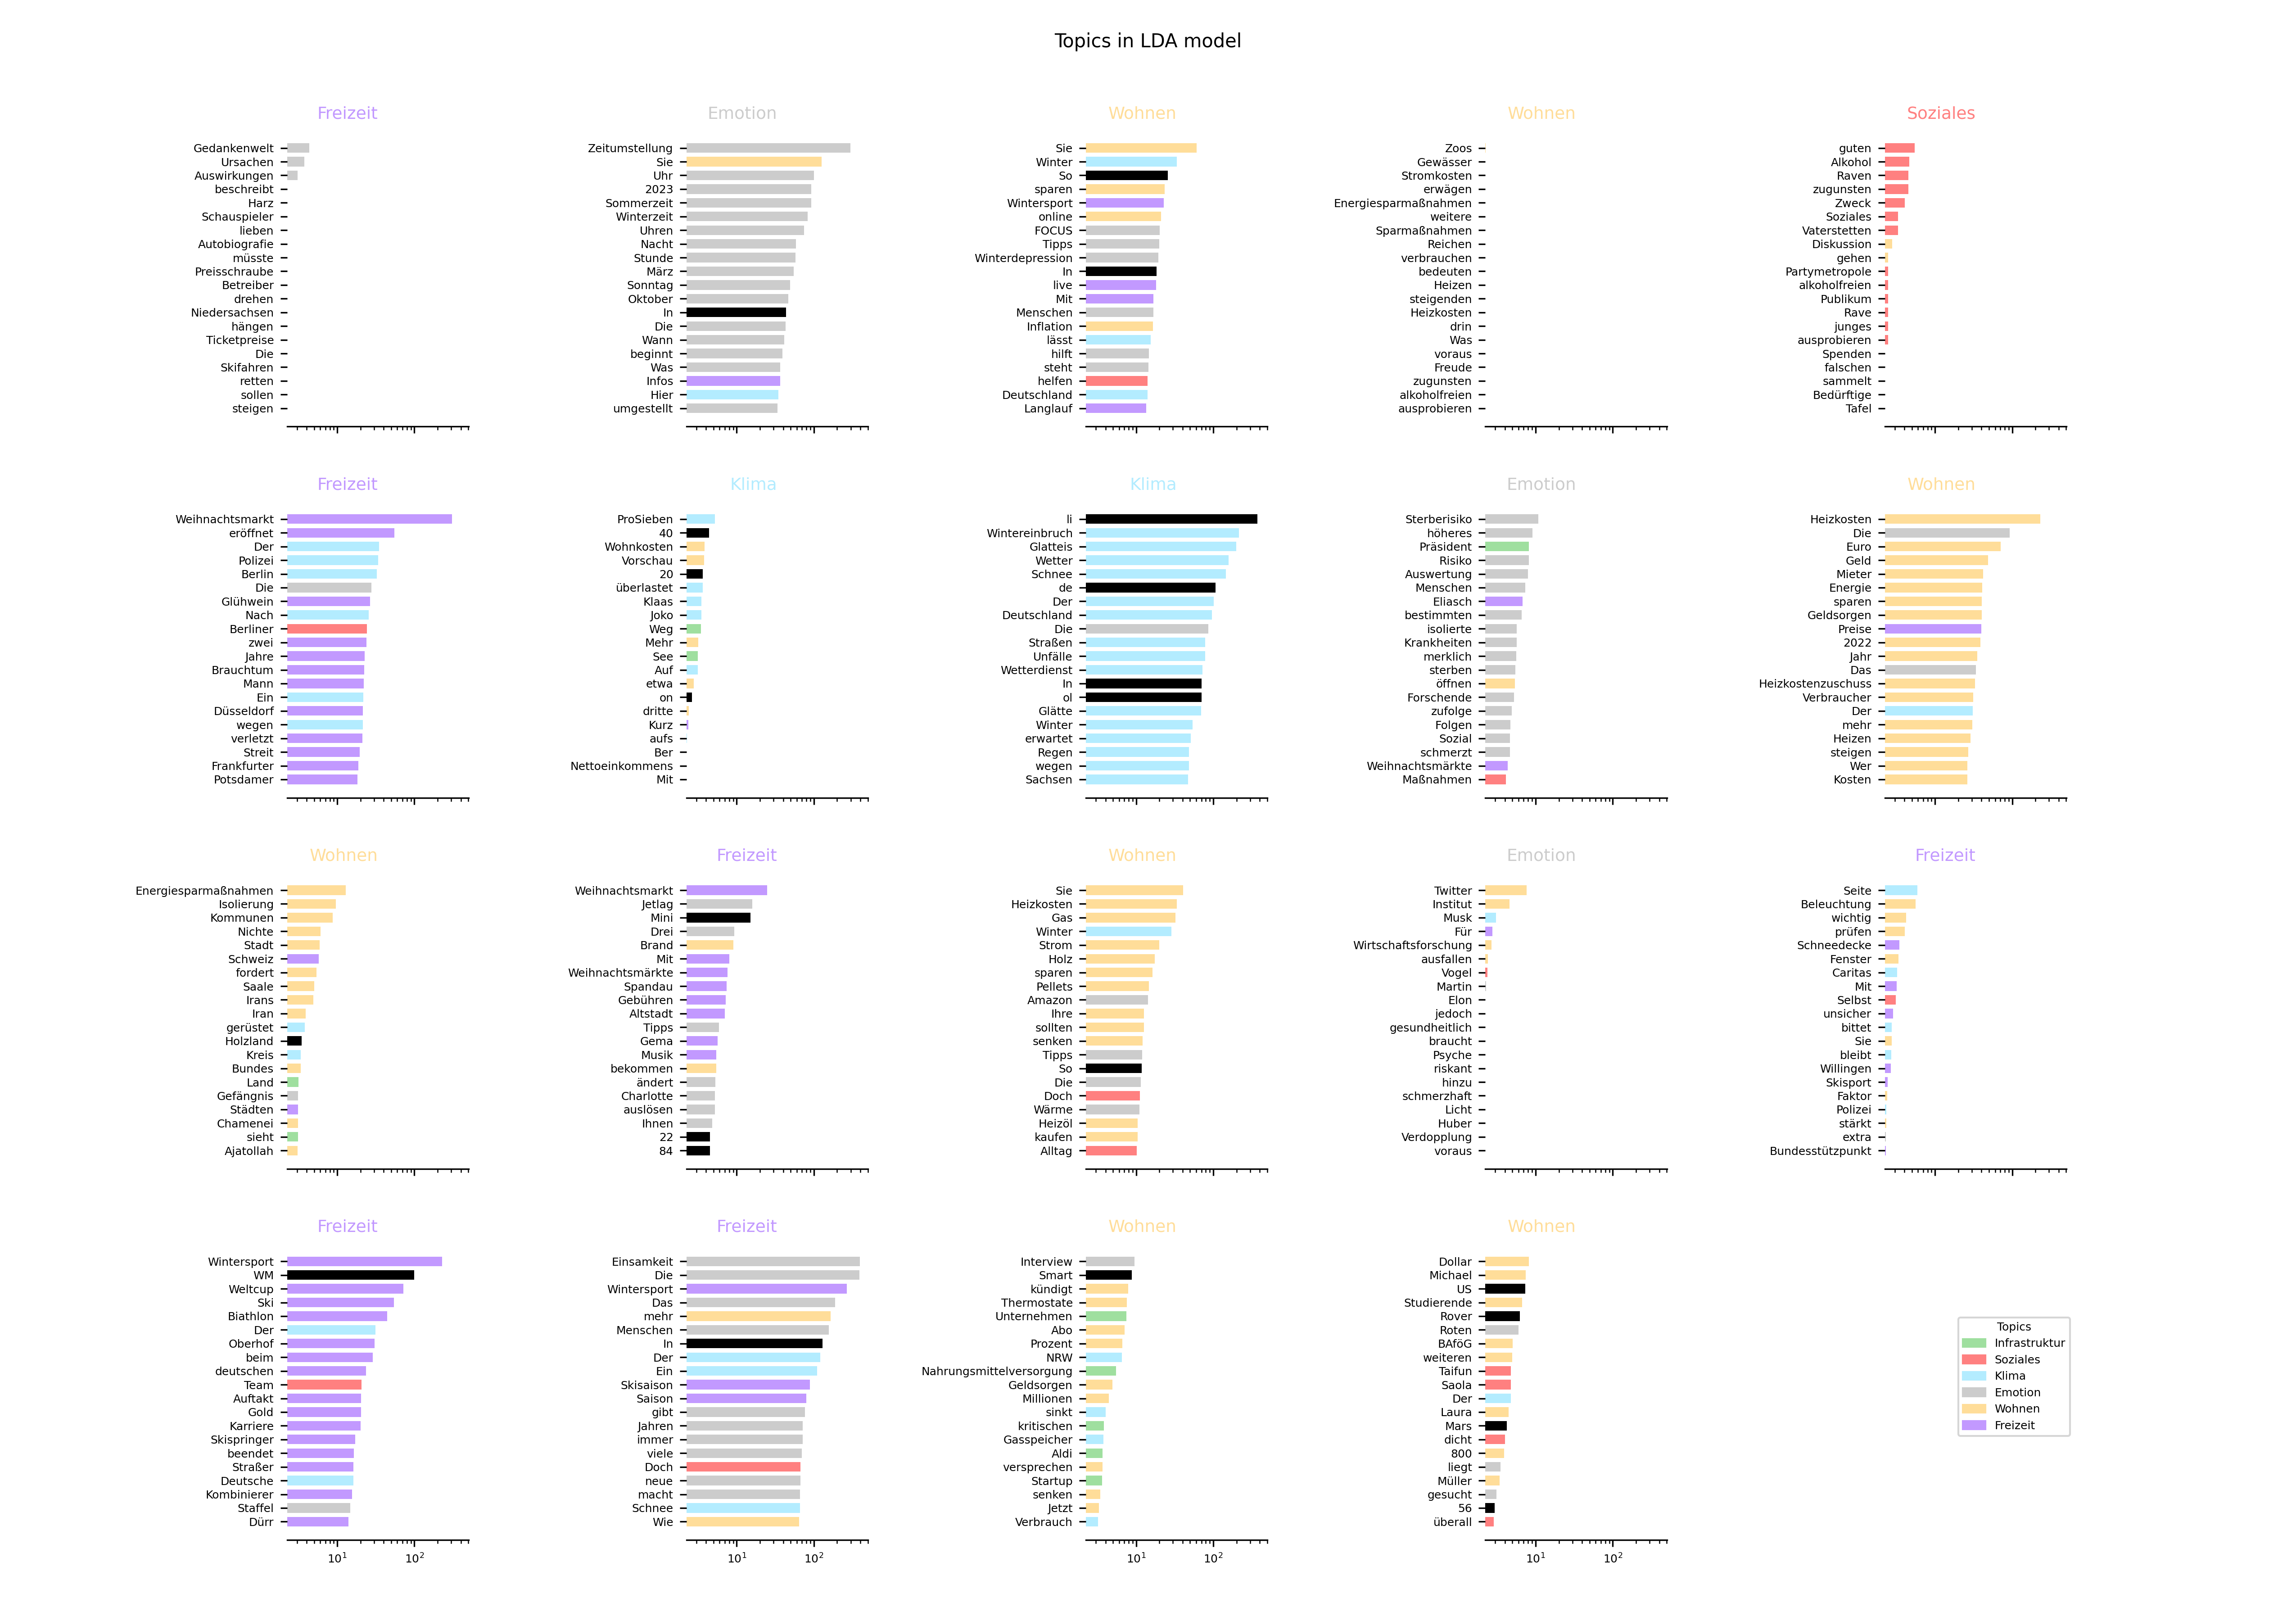 Topics in LDA model
Freizeit
Gedankenwelt
Ursachen
Auswirkungen
beschreibt
Harz
Schauspieler
lieben
Autobiografie
müsste
Preisschraube
Betreiber
drehen
Niedersachsen
hängen
Ticketpreise
Die
Skifahren
retten
sollen
steigen
Emotion
Zeitumstellung
Sie
Uhr
2023
Sommerzeit
Winterzeit
Uhren
Nacht
Stunde
März
Sonntag
Oktober
In
Die
Wann
beginnt
Was
Infos
Hier
umgestellt
Wohnen
Sie
Winter
So
sparen
Wintersport
online
FOCUS
Tipps
Winterdepression
In
live
Mit
Menschen
Inflation
lässt
hilft
steht
helfen
Deutschland
Langlauf
Wohnen
Zoos
Gewässer
Stromkosten
erwägen
Energiesparmaßnahmen
weitere
Sparmaßnahmen
Reichen
verbrauchen
bedeuten
Heizen
steigenden
Heizkosten
drin
Was
voraus
Freude
zugunsten
alkoholfreien
ausprobieren
Soziales
guten
Alkohol
Raven
zugunsten
Zweck
Soziales
Vaterstetten
Diskussion
gehen
Partymetropole
alkoholfreien
Publikum
Rave
junges
ausprobieren
Spenden
falschen
sammelt
Bedürftige
Tafel
Freizeit
Weihnachtsmarkt
eröffnet
Der
Polizei
Berlin
Die
Glühwein
Nach
Berliner
zwei
Jahre
Brauchtum
Mann
Ein
Düsseldorf
wegen
verletzt
Streit
Frankfurter
Potsdamer
Klima
ProSieben
40
Wohnkosten
Vorschau
20
überlastet
Klaas
Joko
Weg
Mehr
See
Auf
etwa
on
dritte
Kurz
aufs
Ber
Nettoeinkommens
Mit
Klima
li
Wintereinbruch
Glatteis
Wetter
Schnee
de
Der
Deutschland
Die
Straßen
Unfälle
Wetterdienst
In
ol
Glätte
Winter
erwartet
Regen
wegen
Sachsen
Emotion
Sterberisiko
höheres
Präsident
Risiko
Auswertung
Menschen
Eliasch
bestimmten
isolierte
Krankheiten
merklich
sterben
öffnen
Forschende
zufolge
Folgen
Sozial
schmerzt
Weihnachtsmärkte
Maßnahmen
Wohnen
Heizkosten
Die
Euro
Geld
Mieter
Energie
sparen
Geldsorgen
Preise
2022
Jahr
Das
Heizkostenzuschuss
Verbraucher
Der
mehr
Heizen
steigen
Wer
Kosten
Wohnen
Energiesparmaßnahmen
Isolierung
Kommunen
Nichte
Stadt
Schweiz
fordert
Saale
Irans
Iran
gerüstet
Holzland
Kreis
Bundes
Land
Gefängnis
Städten
Chamenei
sieht
Ajatollah
Freizeit
Weihnachtsmarkt
Jetlag
Mini
Drei
Brand
Mit
Weihnachtsmärkte
Spandau
Gebühren
Altstadt
Tipps
Gema
Musik
bekommen
ändert
Charlotte
auslösen
Ihnen
22
84
Wohnen
Sie
Heizkosten
Gas
Winter
Strom
Holz
sparen
Pellets
Amazon
Ihre
sollten
senken
Tipps
So
Die
Doch
Wärme
Heizöl
kaufen
Alltag
Emotion
Twitter
Institut
Musk
Für
Wirtschaftsforschung
ausfallen
Vogel
Martin
Elon
jedoch
gesundheitlich
braucht
Psyche
riskant
hinzu
schmerzhaft
Licht
Huber
Verdopplung
voraus
Freizeit
Seite
Beleuchtung
wichtig
prüfen
Schneedecke
Fenster
Caritas
Mit
Selbst
unsicher
bittet
Sie
bleibt
Willingen
Skisport
Faktor
Polizei
stärkt
extra
Bundesstützpunkt
Freizeit
Wintersport
WM
Weltcup
Ski
Biathlon
Der
Oberhof
beim
deutschen
Team
Auftakt
Gold
Karriere
Skispringer
beendet
Straßer
Deutsche
Kombinierer
Staffel
Dürr
10¹ 10²
Freizeit
Einsamkeit
Die
Wintersport
Das
mehr
Menschen
In
Der
Ein
Skisaison
Saison
gibt
Jahren
immer
viele
Doch
neue
macht
Schnee
Wie
10¹ 10²
Wohnen
Interview
Smart
kündigt
Thermostate
Unternehmen
Abo
Prozent
NRW
Nahrungsmittelversorgung
Geldsorgen
Millionen
sinkt
kritischen
Gasspeicher
Aldi
versprechen
Startup
senken
Jetzt
Verbrauch
10¹ 10²
Wohnen
Dollar
Michael
US
Studierende
Rover
Roten
BAföG
weiteren
Taifun
Saola
Der
Laura
Mars
dicht
800
liegt
Müller
gesucht
56
überall
10¹ 10²
Topics
Infrastruktur
Soziales
Klima
Emotion
Wohnen
Freizeit